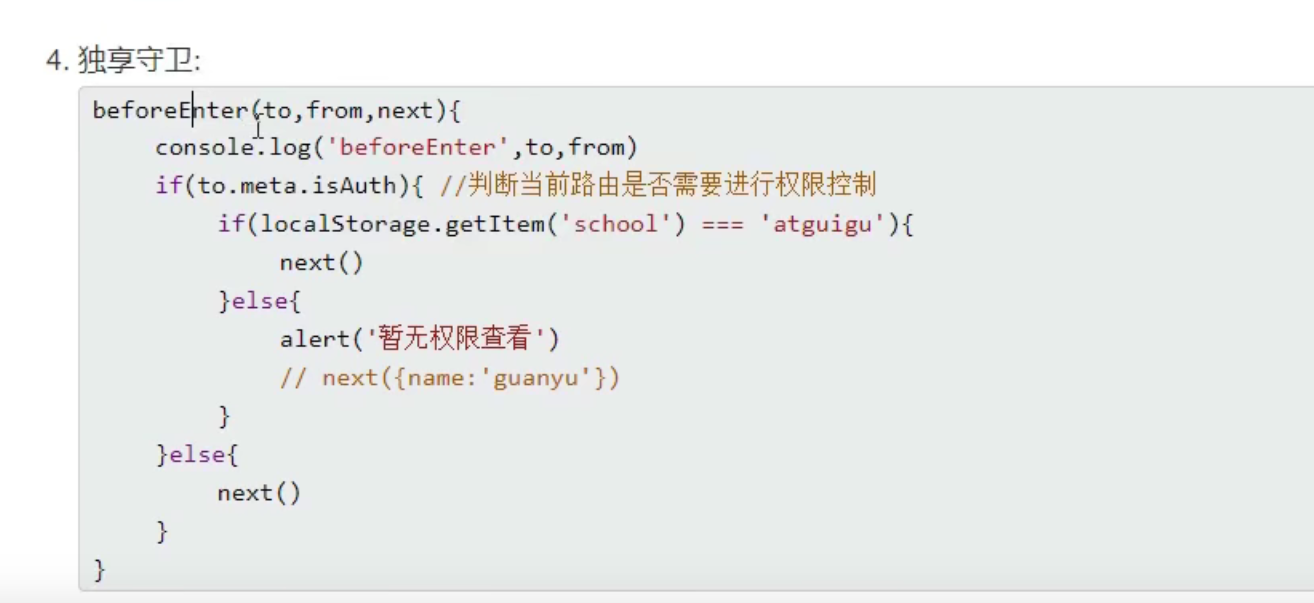 4. 独享守卫:
beforeEnter(to,from,next){
console.log('beforeEnter',to,from)
if(to.meta.isAuth){ //判断当前路由是否需要进行权限控制
if(localStorage.getItem('school') === 'atguigu'){
next()
}else{
alert('暂无权限查看')
// next({name:'guanyu'})
}
}else{
next()
}
}